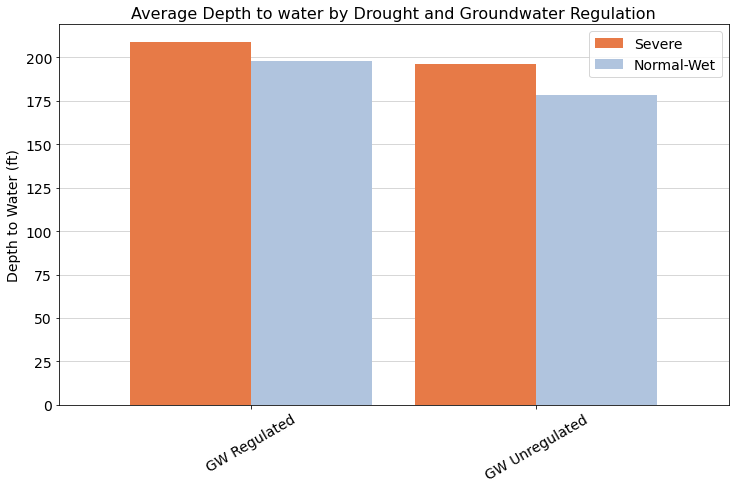 Average Depth to water by Drought and Groundwater Regulation
Severe
Normal-Wet
Depth to Water (ft)
200
175
150
125
100
75
50
25
0
GW Regulated
GW Unregulated